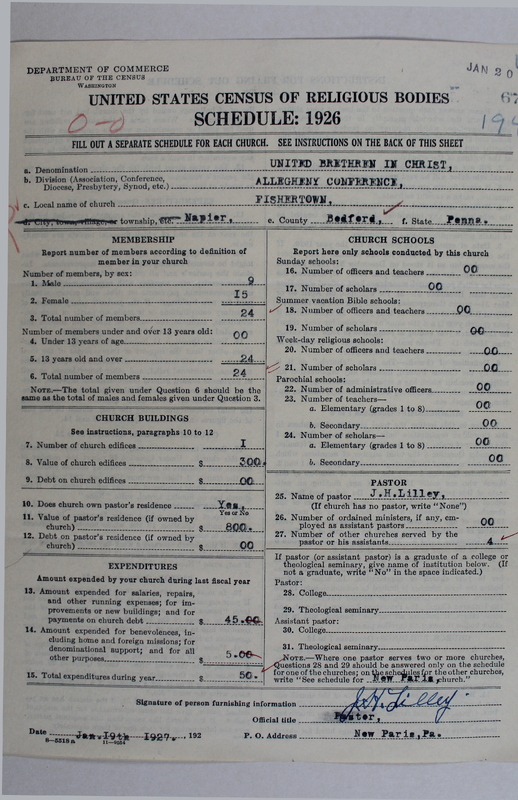 DEPARTMENT OF COMMERCE
BUREAU OF THE CENSUS
WASHINGTON
JAN 20
UNITED STATES CENSUS OF RELIGIOUS BODIES
SCHEDULE: 1926
0-0
FILL OUT A SEPARATE SCHEDULE FOR EACH CHURCH. SEE INSTRUCTIONS ON THE BACK OF THIS SHEET
a. Denomination UNITED BRETHREN IN CHRIST,
b. Division (Association, Conference, Diocese, Presbytery, Synod, etc.) ALLEGHENY CONFERENCE,
c. Local name of church FISHERTOWN,
d. City, town, village, or township, etc. Napier, e. County Bedford, f. State Penna.
MEMBERSHIP
Report number of members according to definition of
member in your church
Number of members, by sex:
1. Male 9
2. Female I5
3. Total number of members 24
Number of members under and over 13 years old:
4. Under 13 years of age 00
5. 13 years old and over 24
6. Total number of members 24
NOTE.—The total given under Question 6 should be
same as the total of males and females given under Question 3.
CHURCH BUILDINGS
See instructions, paragraphs 10 to 12
7. Number of church edifices I
8. Value of church edifices $ 300.
9. Debt on church edifices $ 00
10. Does church own pastor's residence Yes,
Yes or No
11. Value of pastor's residence (if owned by
church) $ 800.
12. Debt on pastor's residence (if owned by
church) $ 00
EXPENDITURES
Amount expended by your church during last fiscal year
13. Amount expended for salaries, repairs,
and other running expenses; for im-
provements or new buildings; and for
payments on church debt $ 45.00
14. Amount expended for benevolences, in-
cluding home and foreign missions; for
denominational support; and for all
other purposes $ 5.00
15. Total expenditures during year $ 50.
CHURCH SCHOOLS
Report here only schools conducted by this church
Sunday schools:
16. Number of officers and teachers 00
17. Number of scholars 00
Summer vacation Bible schools:
18. Number of officers and teachers 00
19. Number of scholars 00
Week-day religious schools:
20. Number of officers and teachers 00
21. Number of scholars 00
Parochial schools:
22. Number of administrative officers 00
23. Number of teachers—
a. Elementary (grades 1 to 8) 00
b. Secondary 00
24. Number of scholars—
a. Elementary (grades 1 to 8) 00
b. Secondary 00
PASTOR
25. Name of pastor J.H.Lilley,
(If church has no pastor, write "None")
26. Number of ordained ministers, if any, em-
ployed as assistant pastors 00
27. Number of other churches served by the
pastor or his assistants 4
If pastor (or assistant pastor) is a graduate of a college or
theological seminary, give name of institution below. (If
not a graduate, write "No" in the space indicated.)
Pastor:
28. College
29. Theological seminary
Assistant pastor:
30. College
31. Theological seminary
NOTE.—Where one pastor serves two or more churches,
Questions 28 and 29 should be answered only on the schedule
for one of the churches; on the schedules for the other churches,
write "See schedule for New Paris, church."
Signature of person furnishing information J.H. Lilley
Official title Pastor,
Date Jan. I9th I927. , 192 P. O. Address New Paris, Pa.
8-5518a 11-9054